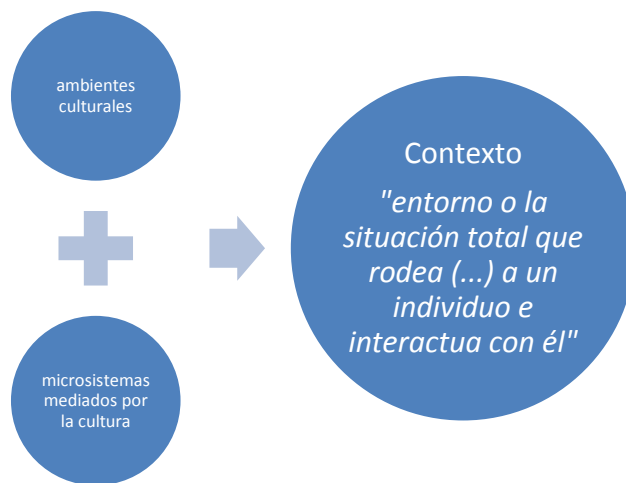 ambientes
culturales
microsistemas
mediados por
la cultura
Contexto
"entorno o la
situación total que
rodea (...) a un
individuo e
interactua con él"